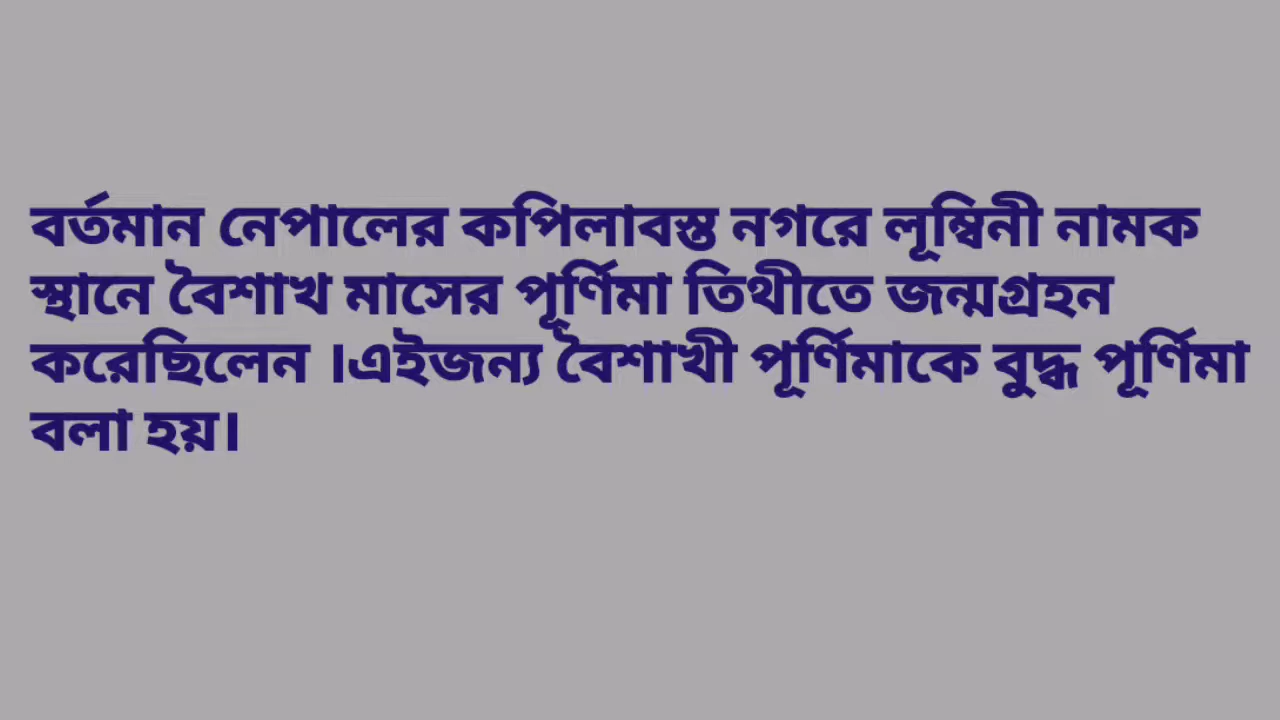 বর্তমান নেপালের কপিলাবস্ত নগরে লূম্বিনী নামক
স্থানে বৈশাখ মাসের পূর্ণিমা তিথীতে জন্মগ্রহন
করেছিলেন ।এইজন্য বৈশাখী পূর্ণিমাকে বুদ্ধ পূর্ণিমা
বলা হয়।